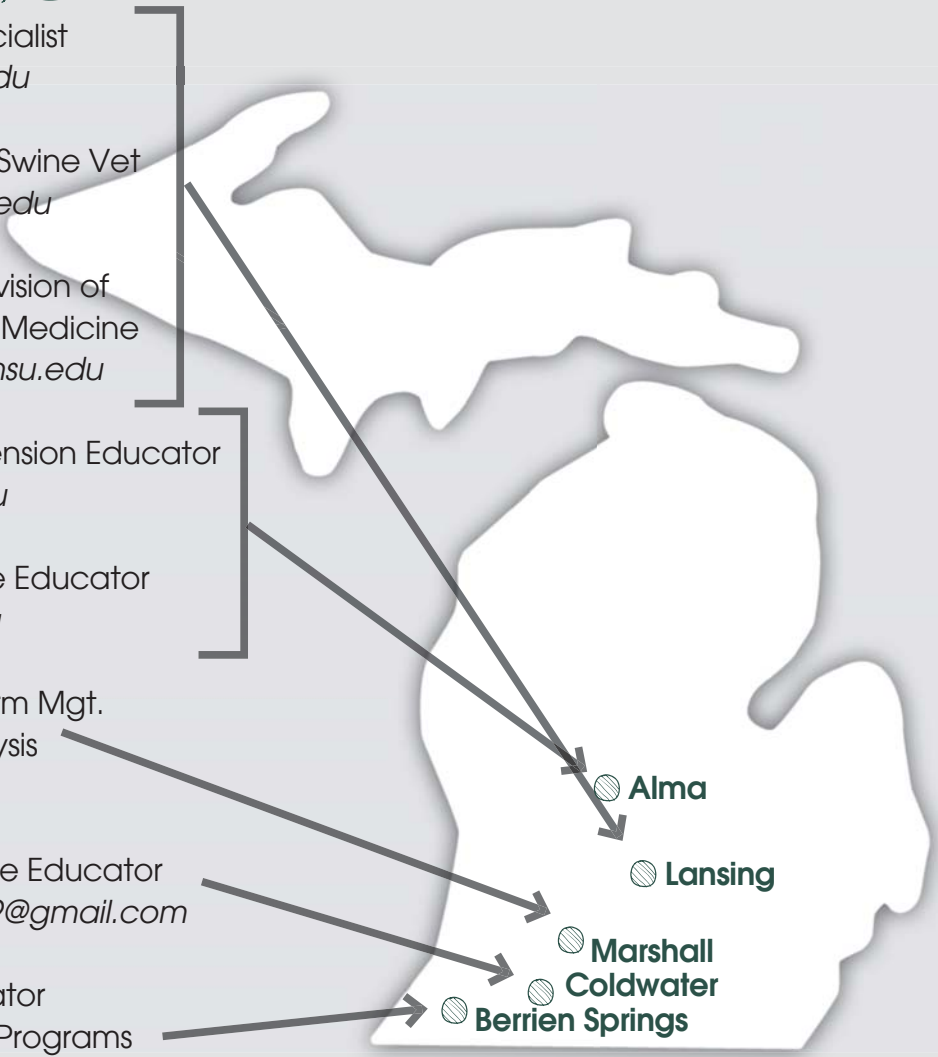 cialist
du
Swine Vet
edu
vision of
Medicine
nsu.edu
ension Educator
u
e Educator
rm Mgt.
ysis
e Educator
@gmail.com
ator
Programs
Alma
Lansing
Marshall
Coldwater
Berrien Springs